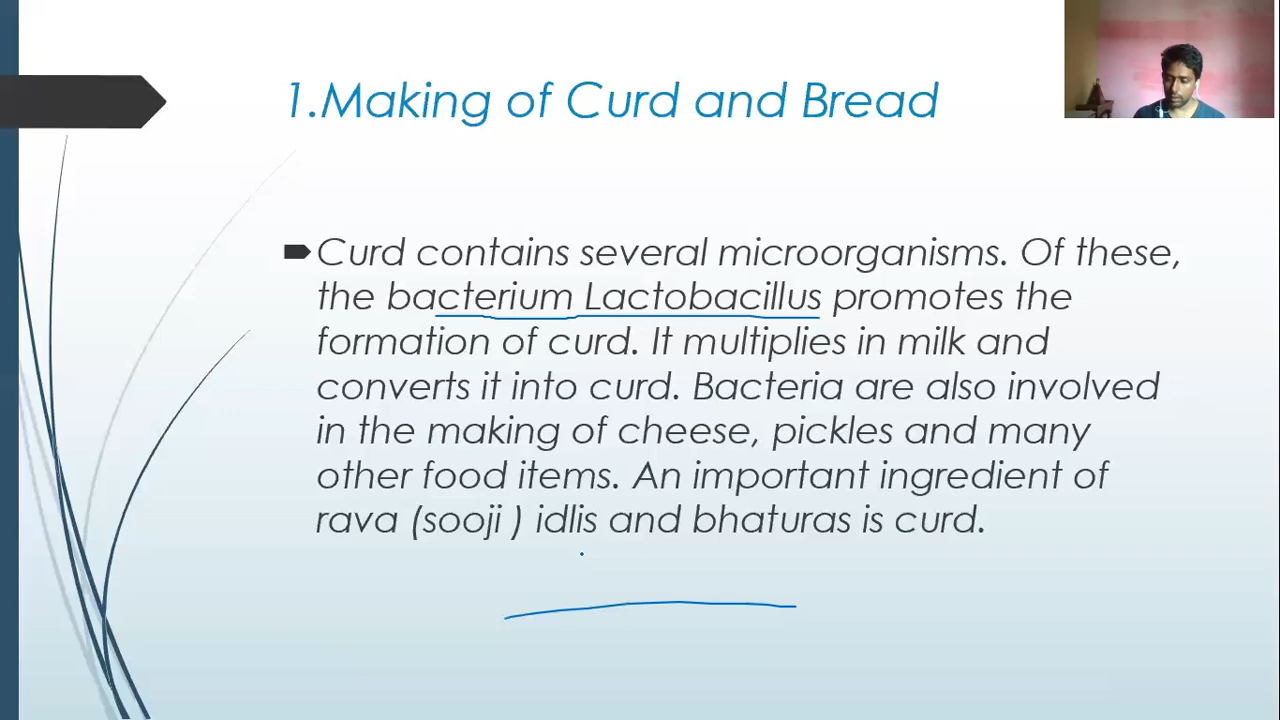 1.Making of Curd and Bread
Curd contains several microorganisms. Of these,
the bacterium Lactobacillus promotes the
formation of curd. It multiplies in milk and
converts it into curd. Bacteria are also involved
in the making of cheese, pickles and many
other food items. An important ingredient of
rava (sooji ) idlis and bhaturas is curd.